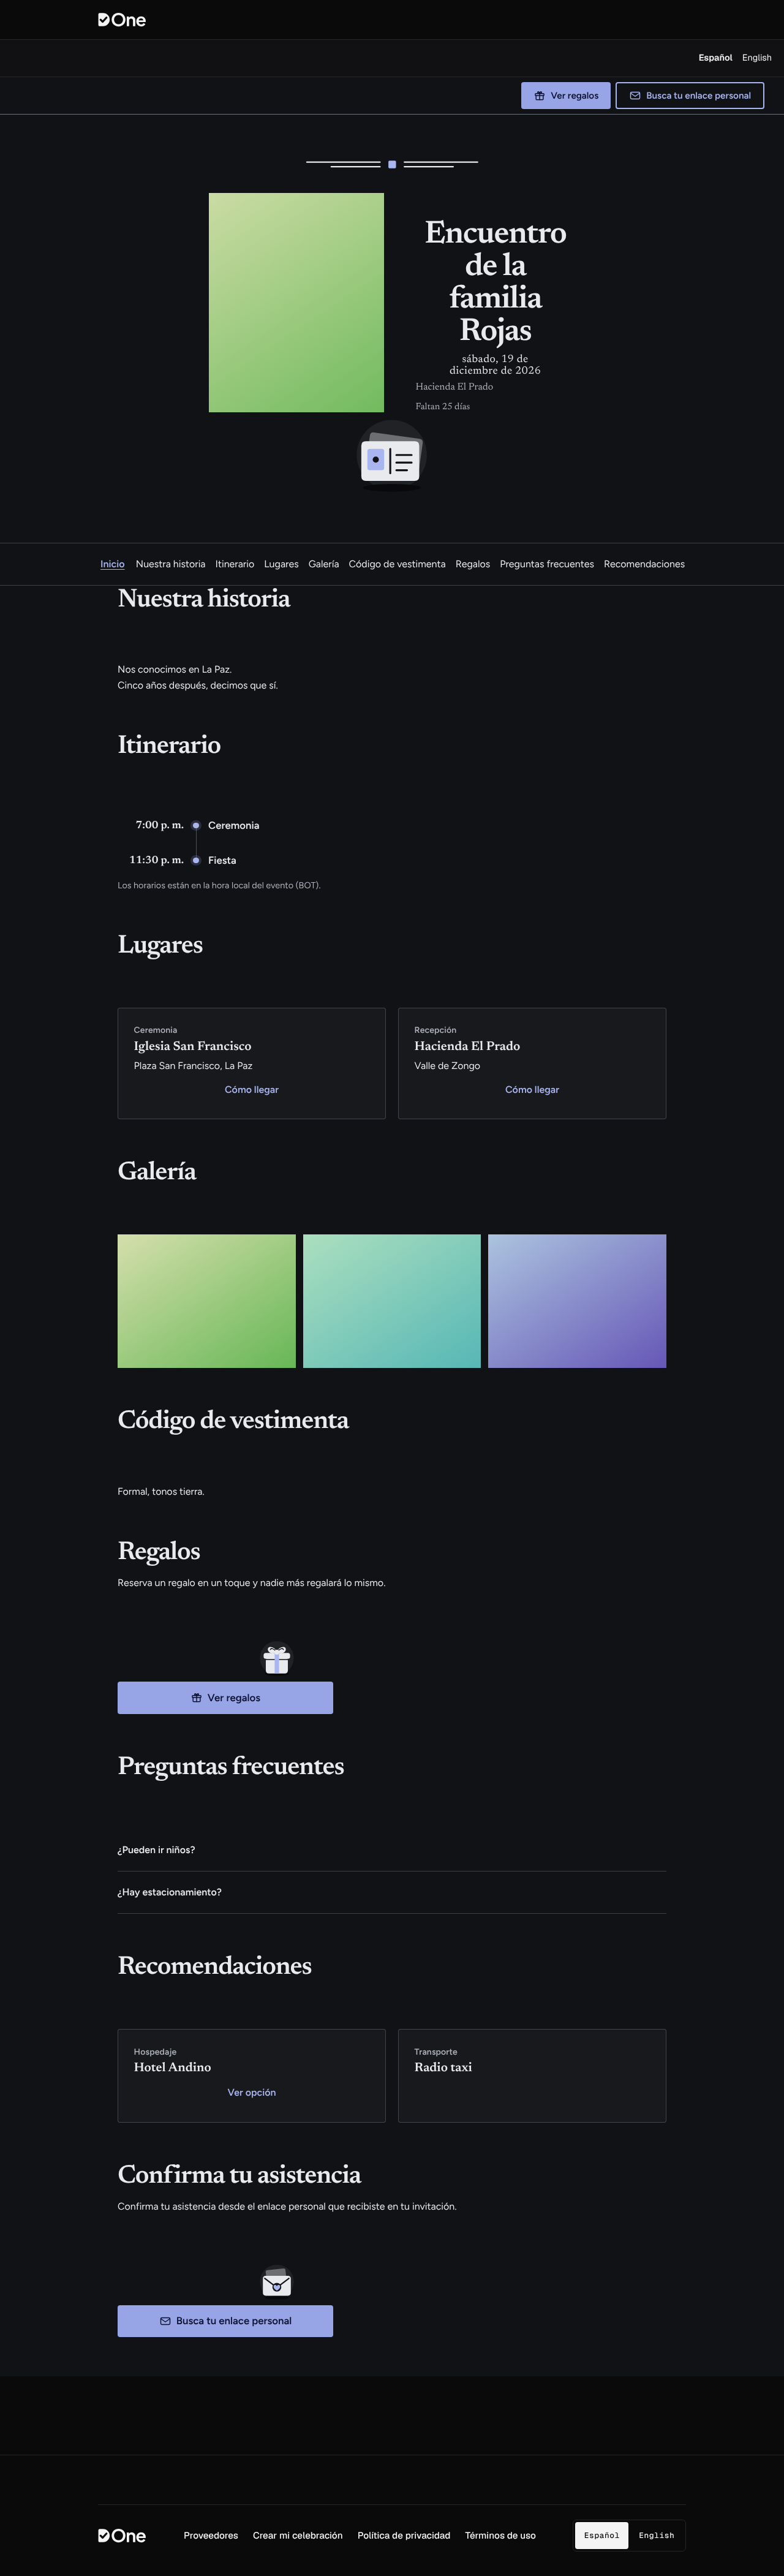 One
Español English
Ver regalos Busca tu enlace personal
Encuentro
de la
familia
Rojas
sábado, 19 de
diciembre de 2026
Hacienda El Prado
Faltan 25 días
Inicio Nuestra historia Itinerario Lugares Galería Código de vestimenta Regalos Preguntas frecuentes Recomendaciones
Nuestra historia
Nos conocimos en La Paz.
Cinco años después, decimos que sí.
Itinerario
7:00 p. m. Ceremonia
11:30 p. m. Fiesta
Los horarios están en la hora local del evento (BOT).
Lugares
Ceremonia
Iglesia San Francisco
Plaza San Francisco, La Paz
Cómo llegar
Recepción
Hacienda El Prado
Valle de Zongo
Cómo llegar
Galería
Código de vestimenta
Formal, tonos tierra.
Regalos
Reserva un regalo en un toque y nadie más regalará lo mismo.
Ver regalos
Preguntas frecuentes
¿Pueden ir niños?
¿Hay estacionamiento?
Recomendaciones
Hospedaje
Hotel Andino
Ver opción
Transporte
Radio taxi
Confirma tu asistencia
Confirma tu asistencia desde el enlace personal que recibiste en tu invitación.
Busca tu enlace personal
One Proveedores Crear mi celebración Política de privacidad Términos de uso Español English